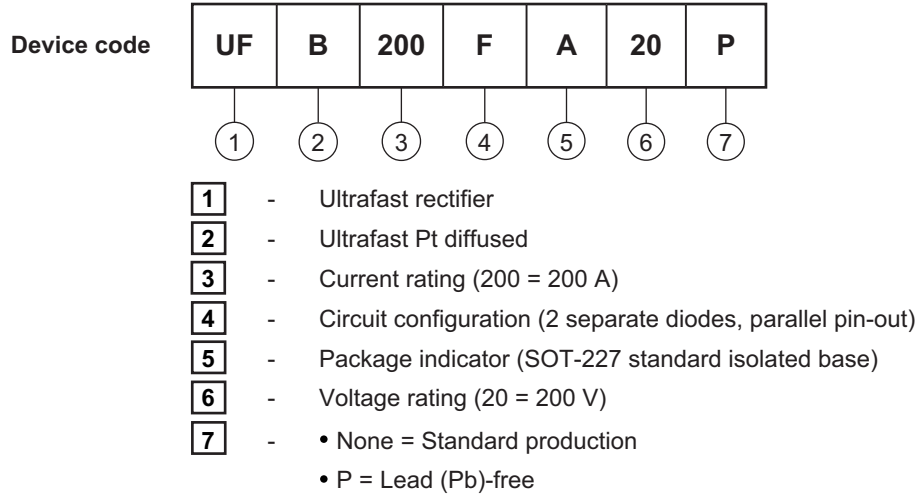 Device code UF B 200 F A 20 P
1 2 3 4 5 6 7
1 - Ultrafast rectifier
2 - Ultrafast Pt diffused
3 - Current rating (200 = 200 A)
4 - Circuit configuration (2 separate diodes, parallel pin-out)
5 - Package indicator (SOT-227 standard isolated base)
6 - Voltage rating (20 = 200 V)
7 - • None = Standard production
• P = Lead (Pb)-free